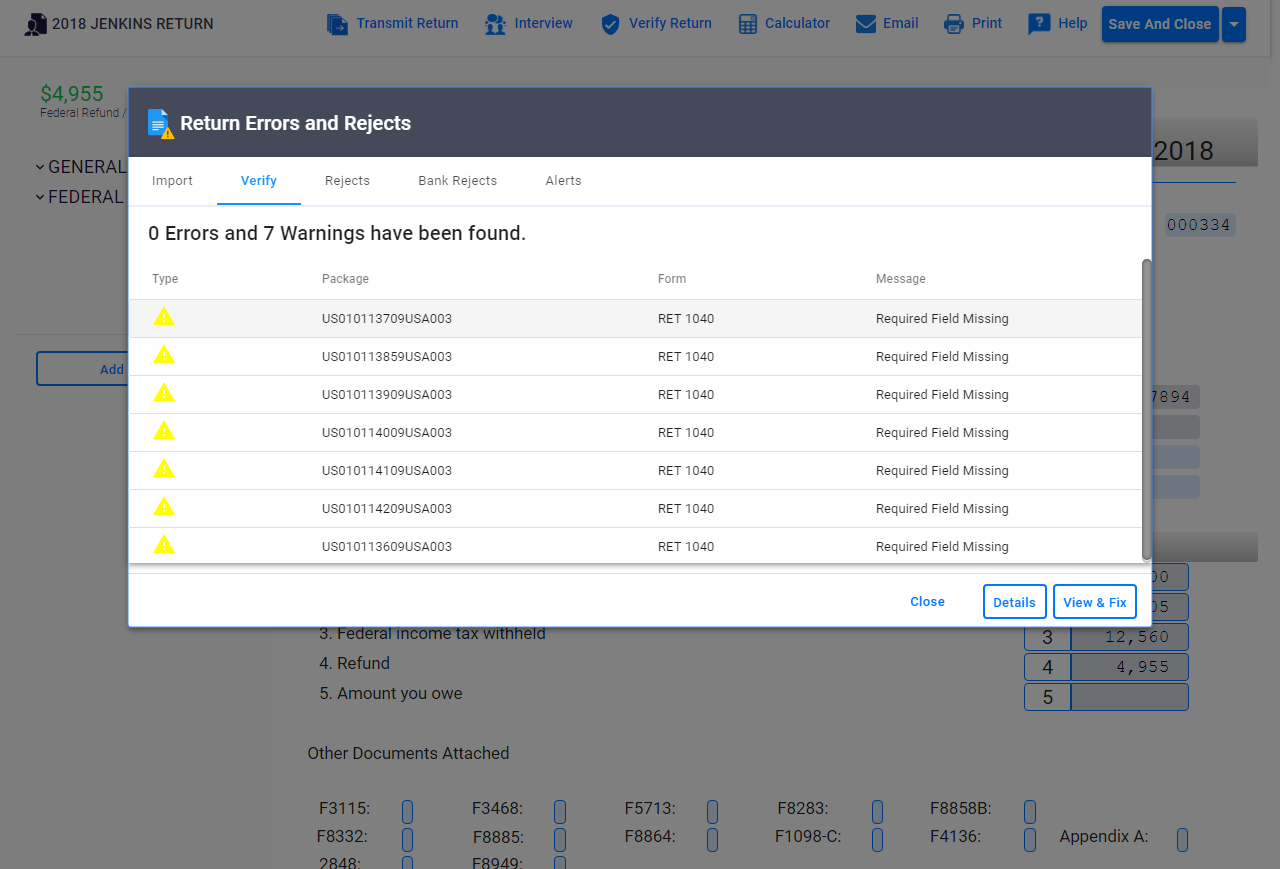 2018 JENKINS RETURN Transmit Return Interview Verify Return Calculator Email Print Help Save And Close
$4,955
Federal Refund /
GENERAL
FEDERAL
Add
2018
000334
Return Errors and Rejects
Import Verify Rejects Bank Rejects Alerts
0 Errors and 7 Warnings have been found.
Type Package Form Message
US010113709USA003 RET 1040 Required Field Missing
US010113859USA003 RET 1040 Required Field Missing
US010113909USA003 RET 1040 Required Field Missing
US010114009USA003 RET 1040 Required Field Missing
US010114109USA003 RET 1040 Required Field Missing
US010114209USA003 RET 1040 Required Field Missing
US010113609USA003 RET 1040 Required Field Missing
Close Details View & Fix
7894
00
05
3. Federal income tax withheld 3 12,560
4. Refund 4 4,955
5. Amount you owe 5
Other Documents Attached
F3115: F3468: F5713: F8283: F8858B:
F8332: F8885: F8864: F1098-C: F4136: Appendix A:
2848: F8949: